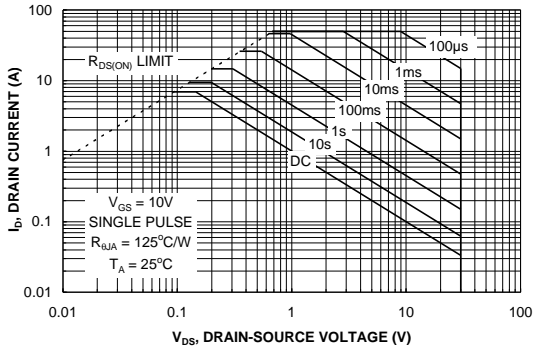 100
10
1
0.1
0.01
I_D, DRAIN CURRENT (A)
R_DS(ON) LIMIT
100µs
1ms
10ms
100ms
1s
10s
DC
V_GS = 10V
SINGLE PULSE
R_θJA = 125°C/W
T_A = 25°C
0.01
0.1
1
10
100
V_DS, DRAIN-SOURCE VOLTAGE (V)